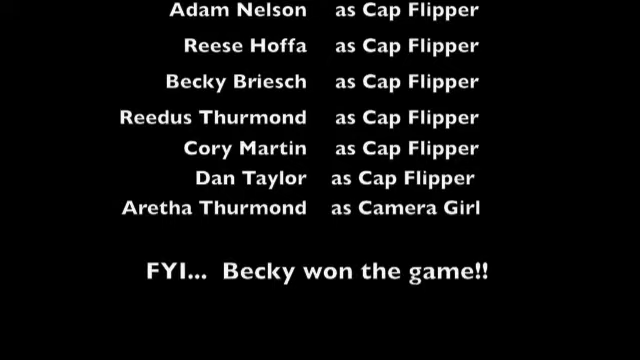 Adam Nelson as Cap Flipper
Reese Hoffa as Cap Flipper
Becky Briesch as Cap Flipper
Reedus Thurmond as Cap Flipper
Cory Martin as Cap Flipper
Dan Taylor as Cap Flipper
Aretha Thurmond as Camera Girl
FYI... Becky won the game!!